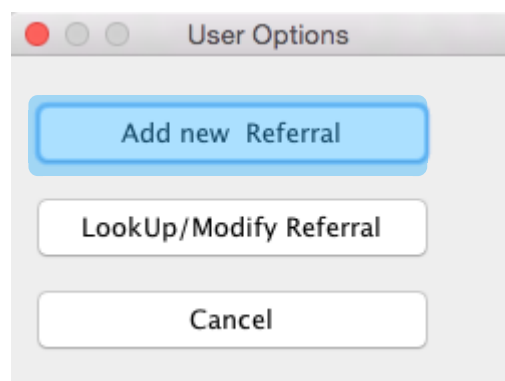 User Options
Add new  Referral
LookUp/Modify Referral
Cancel